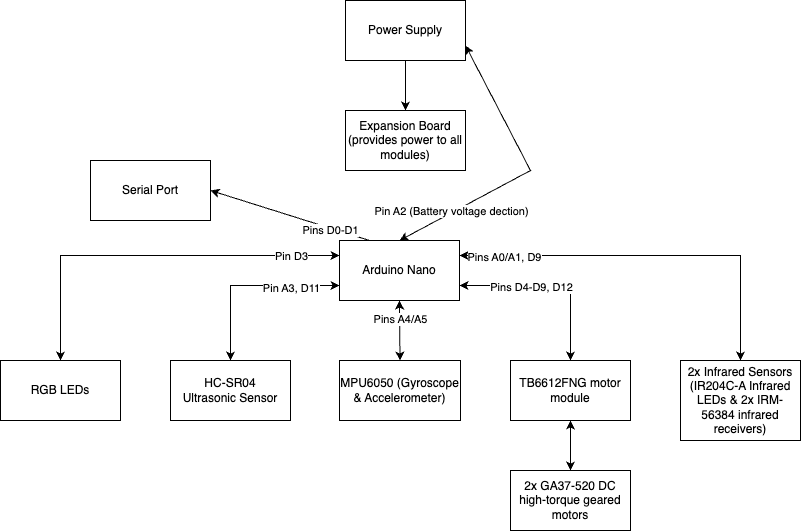 Power Supply
Expansion Board
(provides power to all
modules)
Serial Port
Pin A2 (Battery voltage dection)
Pins D0-D1
Pin D3
Arduino Nano
Pins A0/A1, D9
Pin A3, D11
Pins D4-D9, D12
Pins A4/A5
RGB LEDs
HC-SR04
Ultrasonic Sensor
MPU6050 (Gyroscope
& Accelerometer)
TB6612FNG motor
module
2x Infrared Sensors
(IR204C-A Infrared
LEDs & 2x IRM-
56384 infrared
receivers)
2x GA37-520 DC
high-torque geared
motors